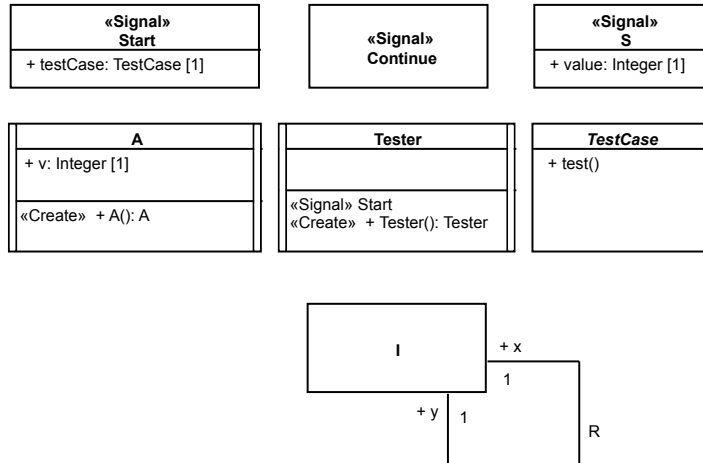 «Signal»
Start
+ testCase: TestCase [1]
«Signal»
Continue
«Signal»
S
+ value: Integer [1]
A
+ v: Integer [1]
«Create»  + A(): A
Tester
«Signal» Start
«Create»  + Tester(): Tester
TestCase
+ test()
I
+ x
1
+ y
1
R